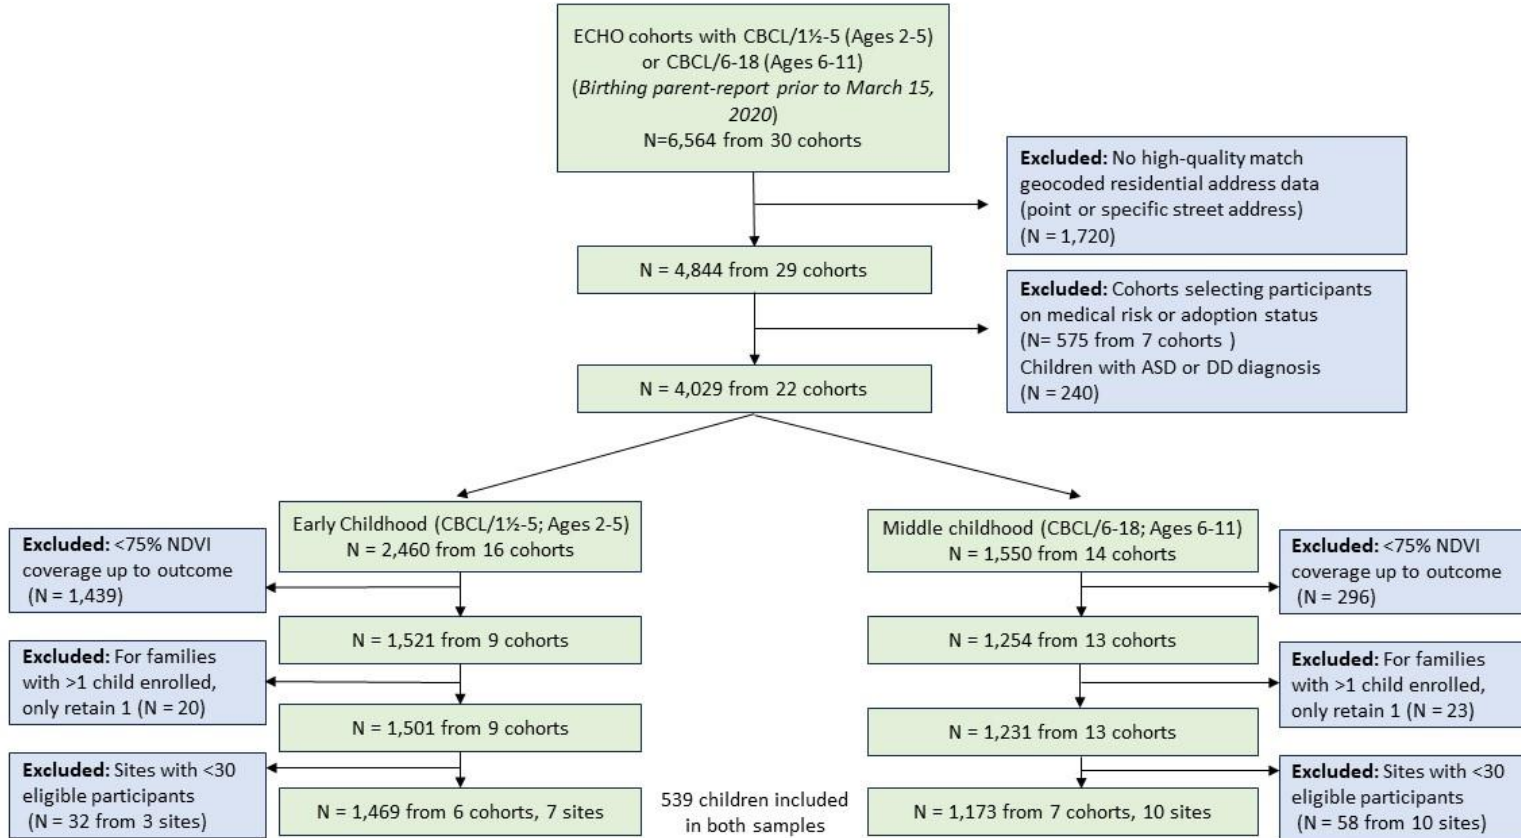 ECHO cohorts with CBCL/1½-5 (Ages 2-5)
or CBCL/6-18 (Ages 6-11)
(Birthing parent-report prior to March 15,
2020)
N=6,564 from 30 cohorts
Excluded: No high-quality match
geocoded residential address data
(point or specific street address)
(N = 1,720)
N = 4,844 from 29 cohorts
Excluded: Cohorts selecting participants
on medical risk or adoption status
(N= 575 from 7 cohorts )
Children with ASD or DD diagnosis
(N = 240)
N = 4,029 from 22 cohorts
Early Childhood (CBCL/1½-5; Ages 2-5)
N = 2,460 from 16 cohorts
Excluded: <75% NDVI
coverage up to outcome
(N = 1,439)
N = 1,521 from 9 cohorts
Excluded: For families
with >1 child enrolled,
only retain 1 (N = 20)
N = 1,501 from 9 cohorts
Excluded: Sites with <30
eligible participants
(N = 32 from 3 sites)
N = 1,469 from 6 cohorts, 7 sites
539 children included
in both samples
Middle childhood (CBCL/6-18; Ages 6-11)
N = 1,550 from 14 cohorts
Excluded: <75% NDVI
coverage up to outcome
(N = 296)
N = 1,254 from 13 cohorts
Excluded: For families
with >1 child enrolled,
only retain 1 (N = 23)
N = 1,231 from 13 cohorts
Excluded: Sites with <30
eligible participants
(N = 58 from 10 sites)
N = 1,173 from 7 cohorts, 10 sites